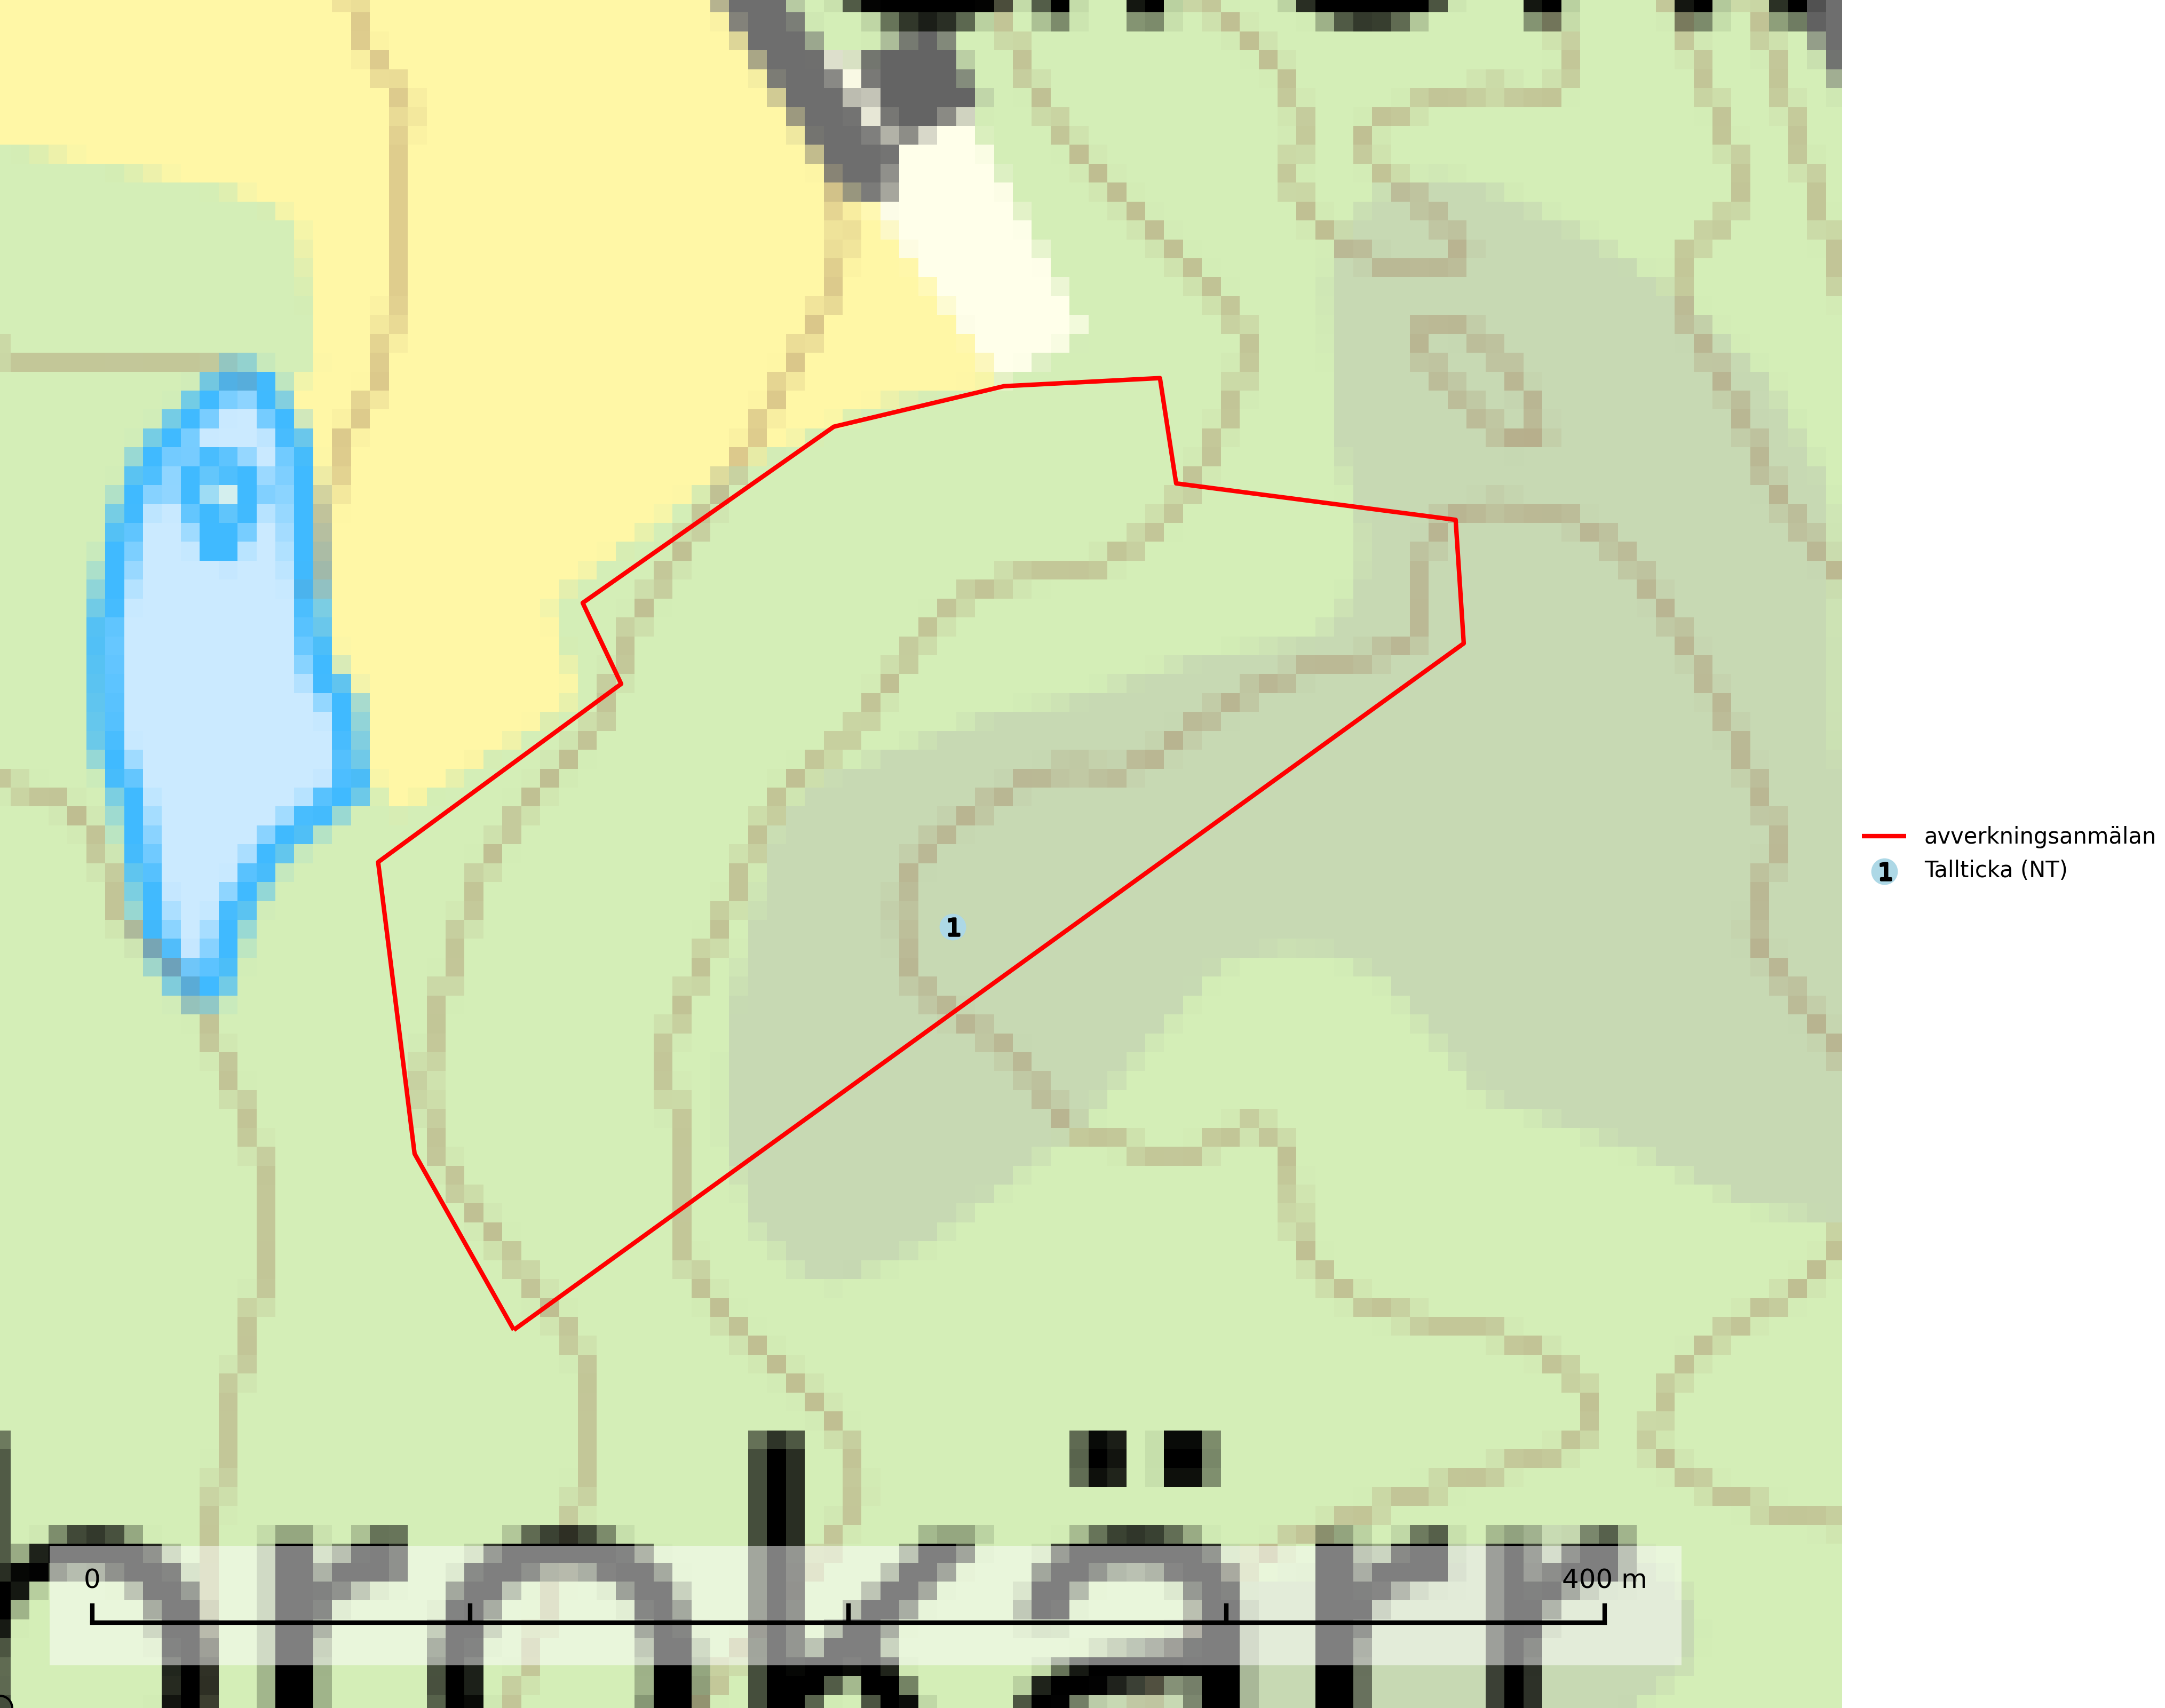 avverkningsanmälan
1 Tallticka (NT)
1
0 400 m